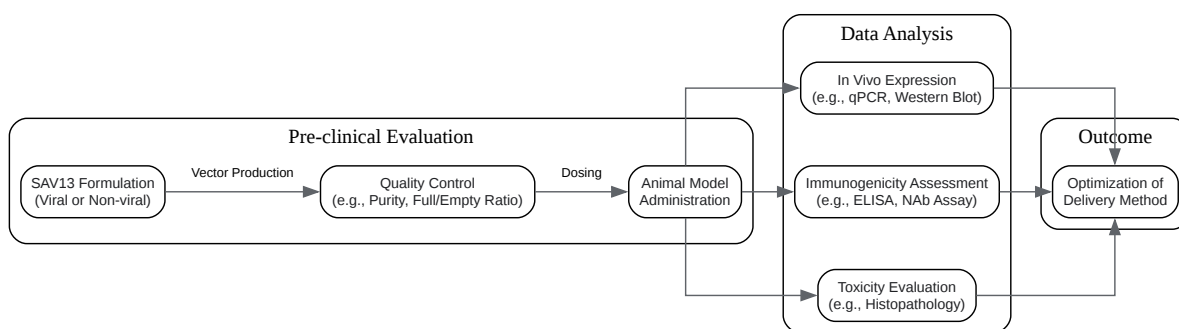 Data Analysis
In Vivo Expression
(e.g., qPCR, Western Blot)
Pre-clinical Evaluation
Outcome
SAV13 Formulation
(Viral or Non-viral)
Vector Production
Quality Control
(e.g., Purity, Full/Empty Ratio)
Dosing
Animal Model
Administration
Immunogenicity Assessment
(e.g., ELISA, NAb Assay)
Optimization of
Delivery Method
Toxicity Evaluation
(e.g., Histopathology)